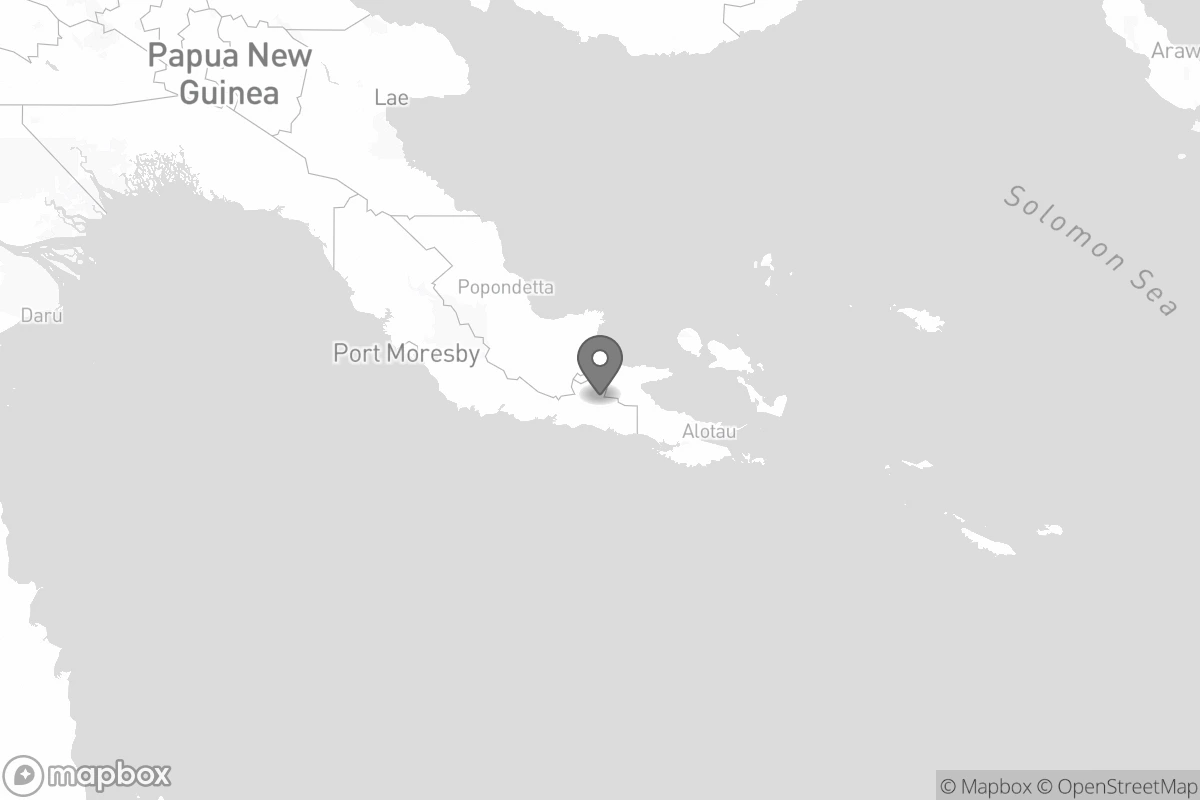 Papua New
Guinea
Lae
Araw
Solomon Sea
Popondetta
Daru
Port Moresby
Alotau
mapbox
© Mapbox © OpenStreetMap